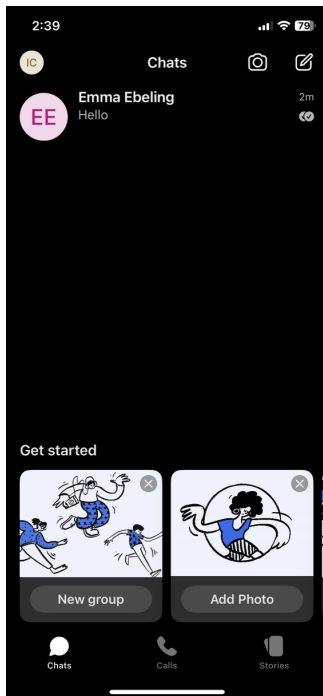 2:39
79
IC
Chats
Emma Ebeling
2m
EE
Hello
Get started
New group
Add Photo
Chats
Calls
Stories